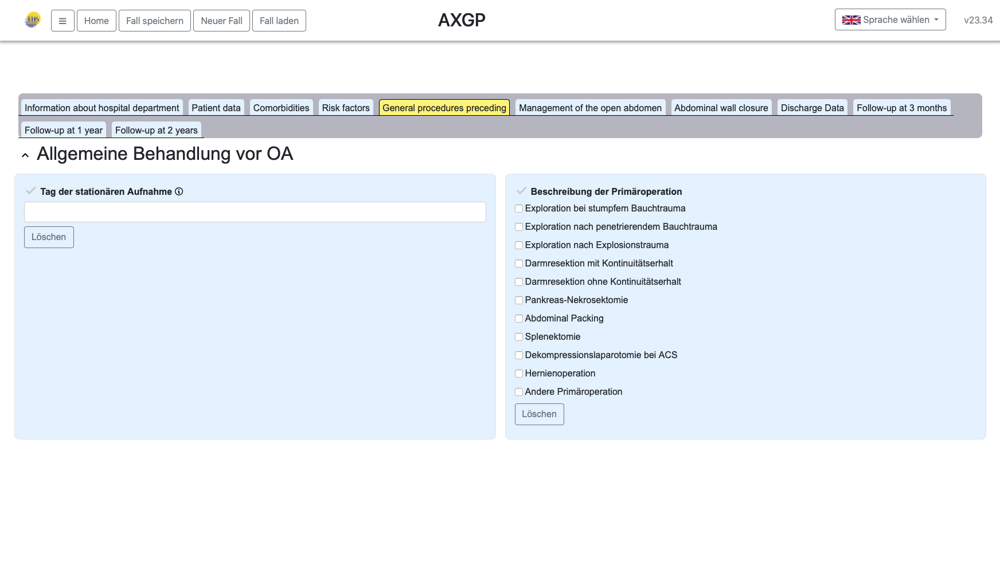 EHS
Home
Fall speichern
Neuer Fall
Fall laden
AXGP
Sprache wählen
v23.34
Information about hospital department
Patient data
Comorbidities
Risk factors
General procedures preceding
Management of the open abdomen
Abdominal wall closure
Discharge Data
Follow-up at 3 months
Follow-up at 1 year
Follow-up at 2 years
Allgemeine Behandlung vor OA
Tag der stationären Aufnahme
Löschen
Beschreibung der Primäroperation
Exploration bei stumpfem Bauchtrauma
Exploration nach penetrierendem Bauchtrauma
Exploration nach Explosionstrauma
Darmresektion mit Kontinuitätserhalt
Darmresektion ohne Kontinuitätserhalt
Pankreas-Nekrosektomie
Abdominal Packing
Splenektomie
Dekompressionslaparotomie bei ACS
Hernienoperation
Andere Primäroperation
Löschen